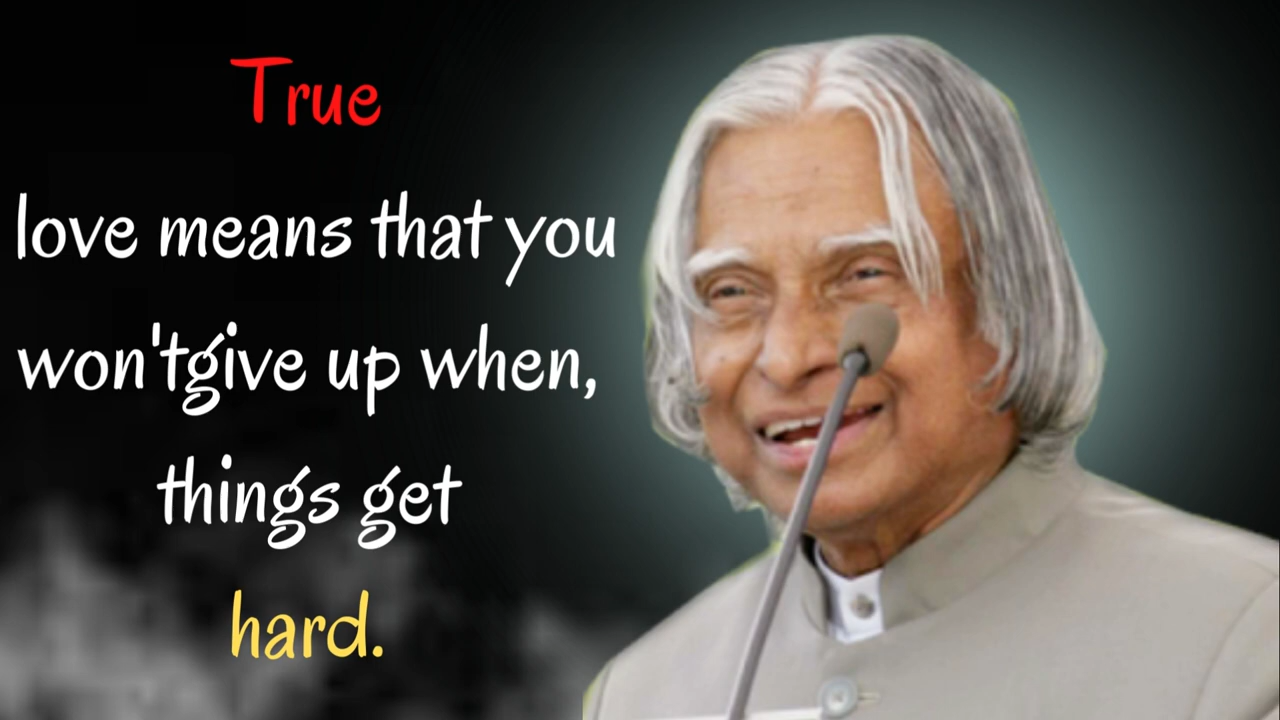 True
love means that you
won'tgive up when,
things get
hard.